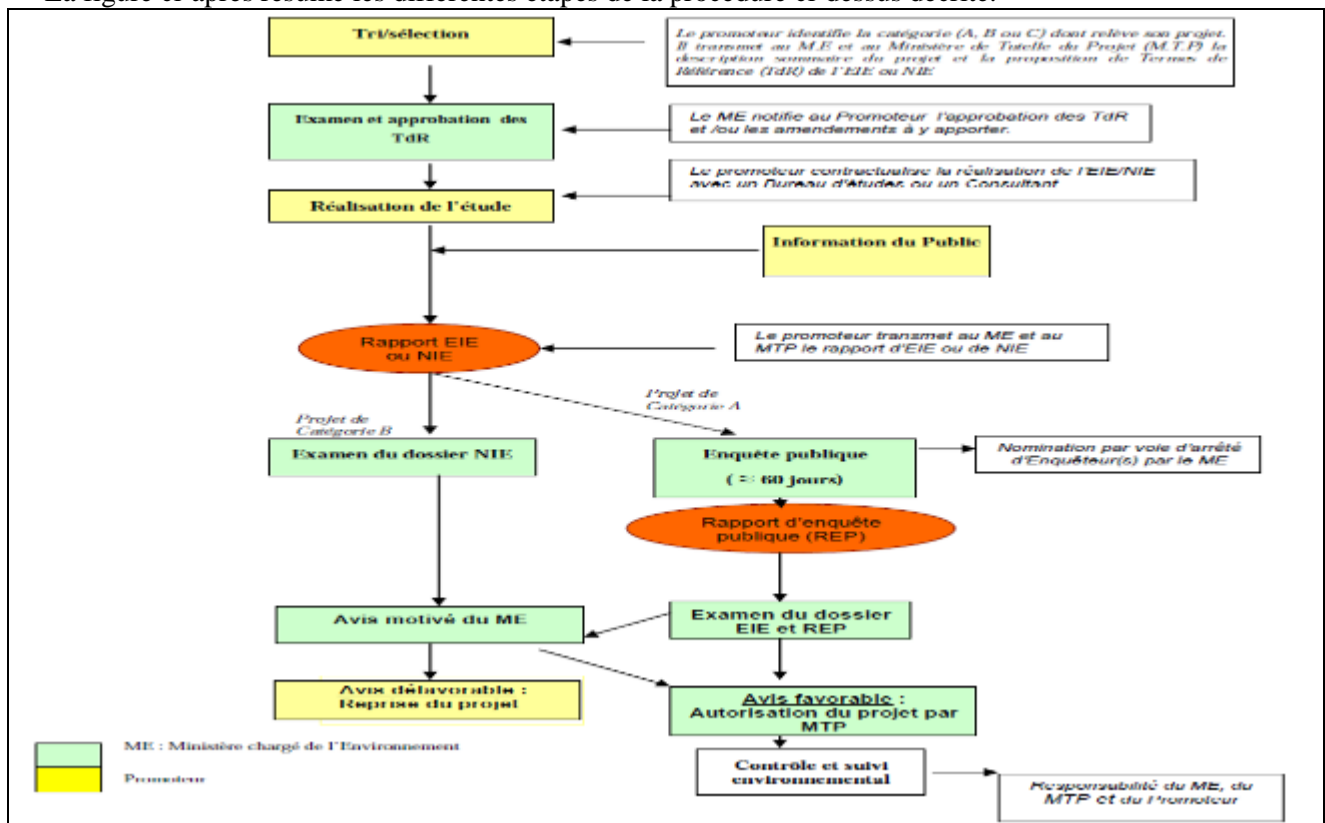 La figure ci-après résume les différentes étapes de la procédure ci-dessus décrite.
Tri/sélection
Le promoteur identifie la catégorie (A, B ou C) dont relève son projet.
Il transmet au M.E et au Ministère de Tutelle du Projet (M.T.P) la
description sommaire du projet et la proposition de Termes de
Référence (TdR) de l'EIE ou NIE
Examen et approbation des
TdR
Le ME notifie au Promoteur l'approbation des TdR
et /ou les amendements à y apporter.
Le promoteur contractualise la réalisation de l'EIE/NIE
avec un Bureau d'études ou un Consultant
Réalisation de l'étude
Information du Public
Rapport EIE
ou NIE
Le promoteur transmet au ME et au
MTP le rapport d'EIE ou de NIE
Projet de
Catégorie A
Projet de
Catégorie B
Examen du dossier NIE
Enquête publique
( ≈ 60 jours)
Nomination par voie d'arrêté
d'Enquêteur(s) par le ME
Rapport d'enquête
publique (REP)
Avis motivé du ME
Examen du dossier
EIE et REP
Avis défavorable :
Reprise du projet
Avis favorable :
Autorisation du projet par
MTP
ME : Ministère chargé de l'Environnement
Promoteur
Contrôle et suivi
environnemental
Responsabilité du ME, du
MTP et du Promoteur